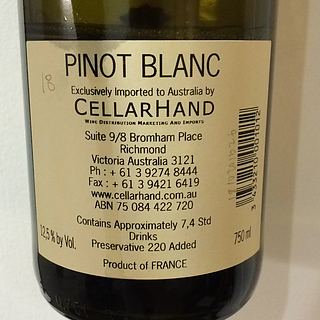 18
PINOT BLANC
Exclusively Imported to Australia by
CELLARHAND
WINE DISTRIBUTION MARKETING AND IMPORTS
Suite 9/8 Bromham Place
Richmond
Victoria Australia 3121
Ph : + 61 3 9274 8444
Fax : + 61 3 9421 6419
www.cellarhand.com.au
ABN 75 084 422 720
Contains Approximately 7,4 Std
Drinks
12,5 % by Vol.
Preservative 220 Added
750 ml
Product of FRANCE